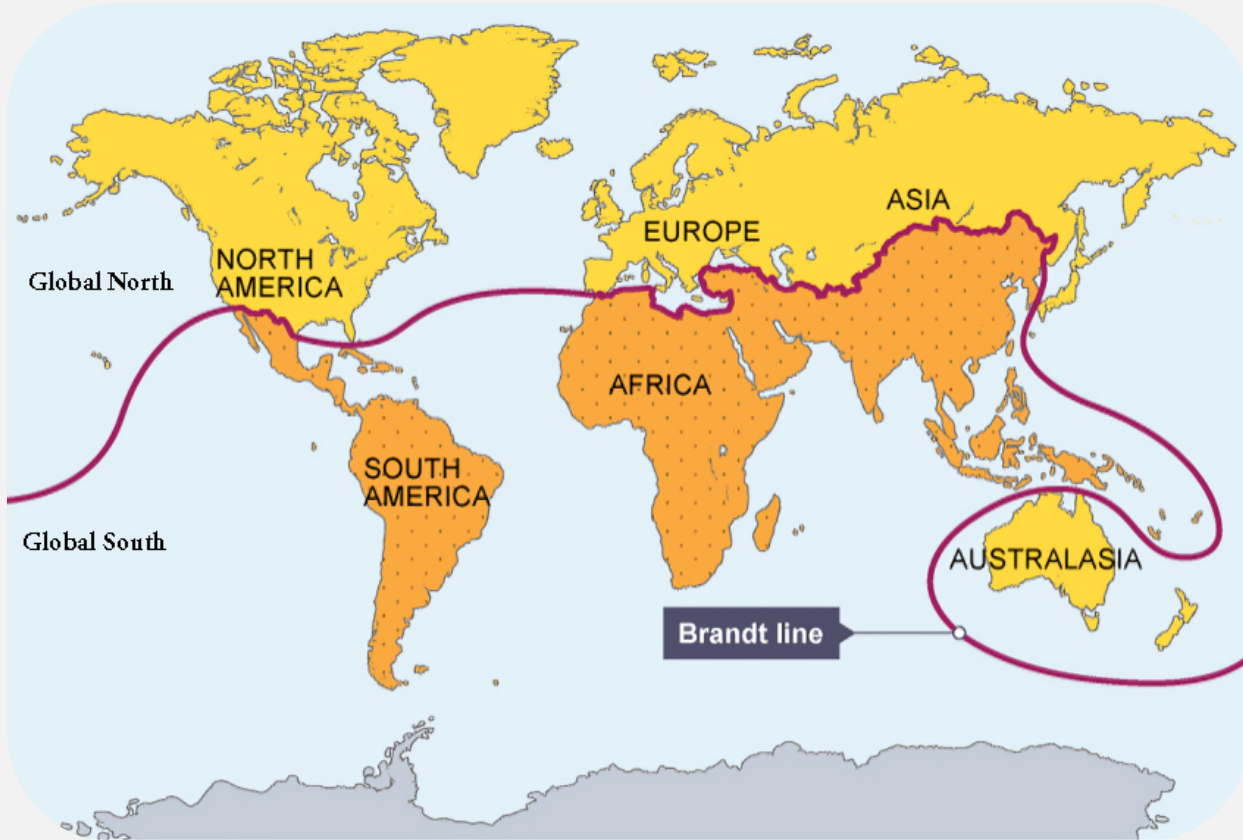 ASIA
EUROPE
NORTH
AMERICA
Global North
AFRICA
SOUTH
AMERICA
Global South
AUSTRALASIA
Brandt line